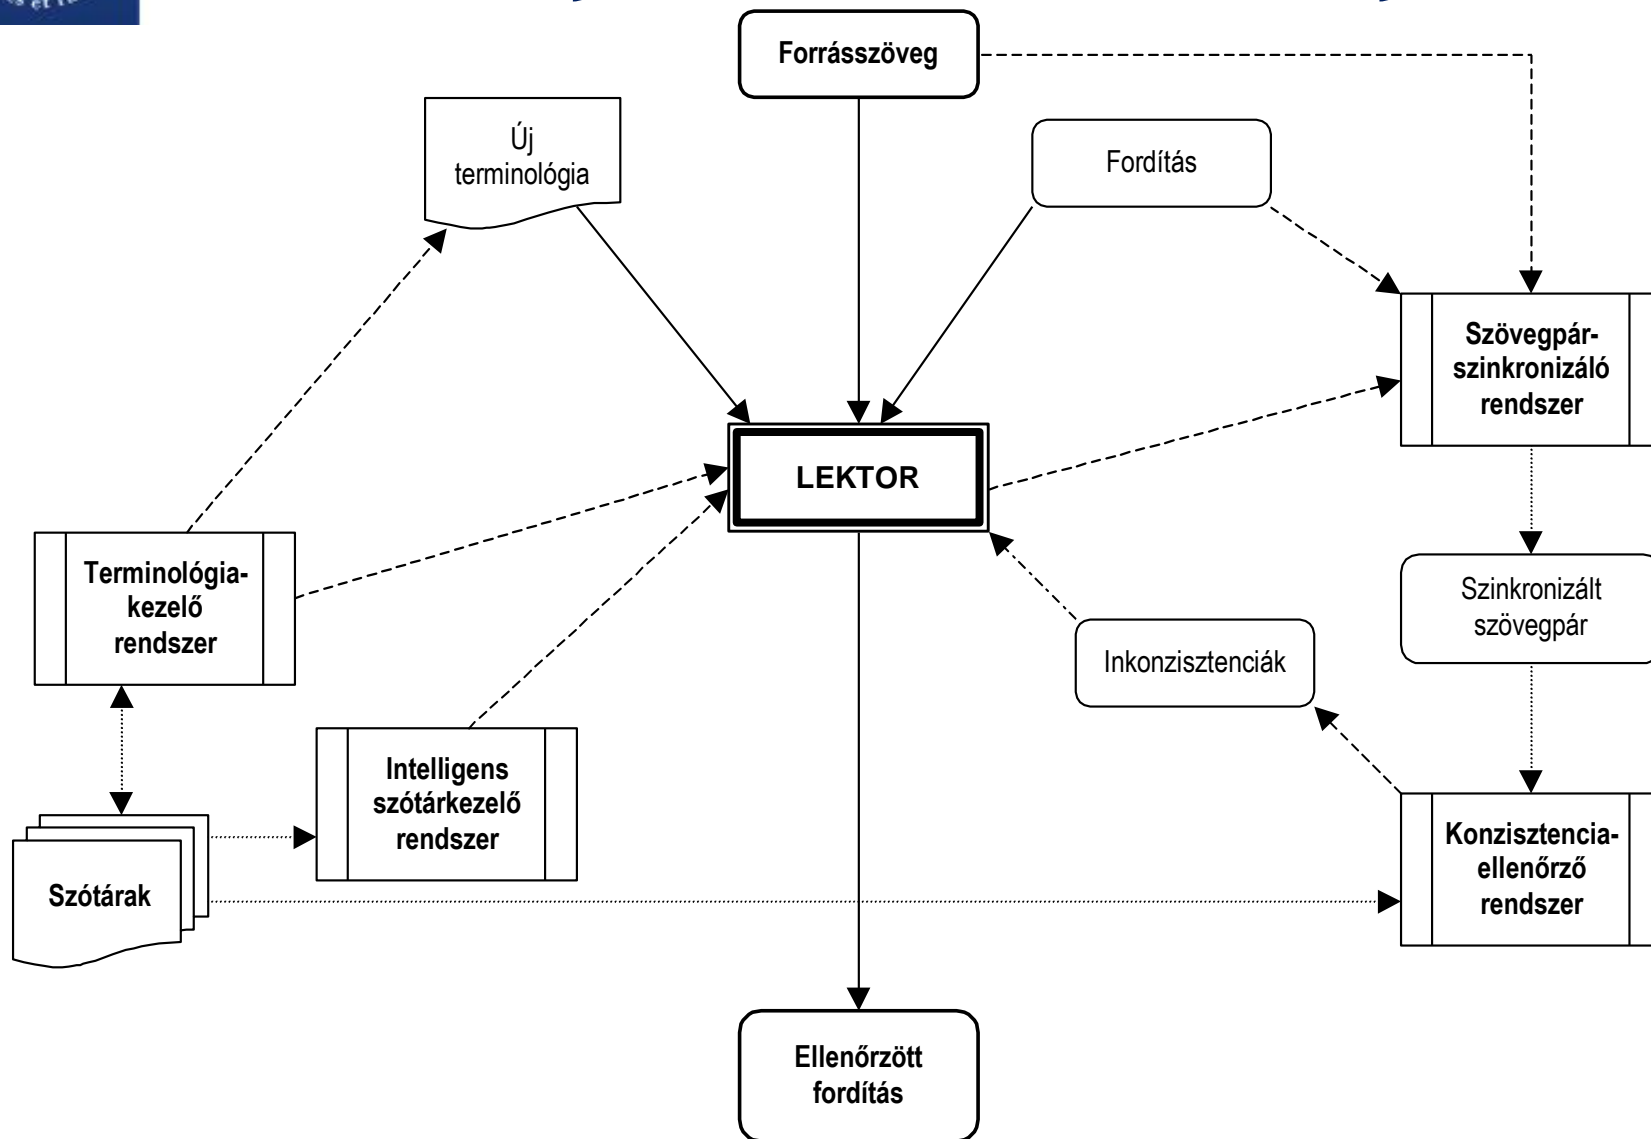 Forrásszöveg
Új
terminológia
Fordítás
Szövegpár-
szinkronizáló
rendszer
LEKTOR
Terminológia-
kezelő
rendszer
Szinkronizált
szövegpár
Inkonzisztenciák
Intelligens
szótárkezelő
rendszer
Konzisztencia-
ellenőrző
rendszer
Szótárak
Ellenőrzött
fordítás